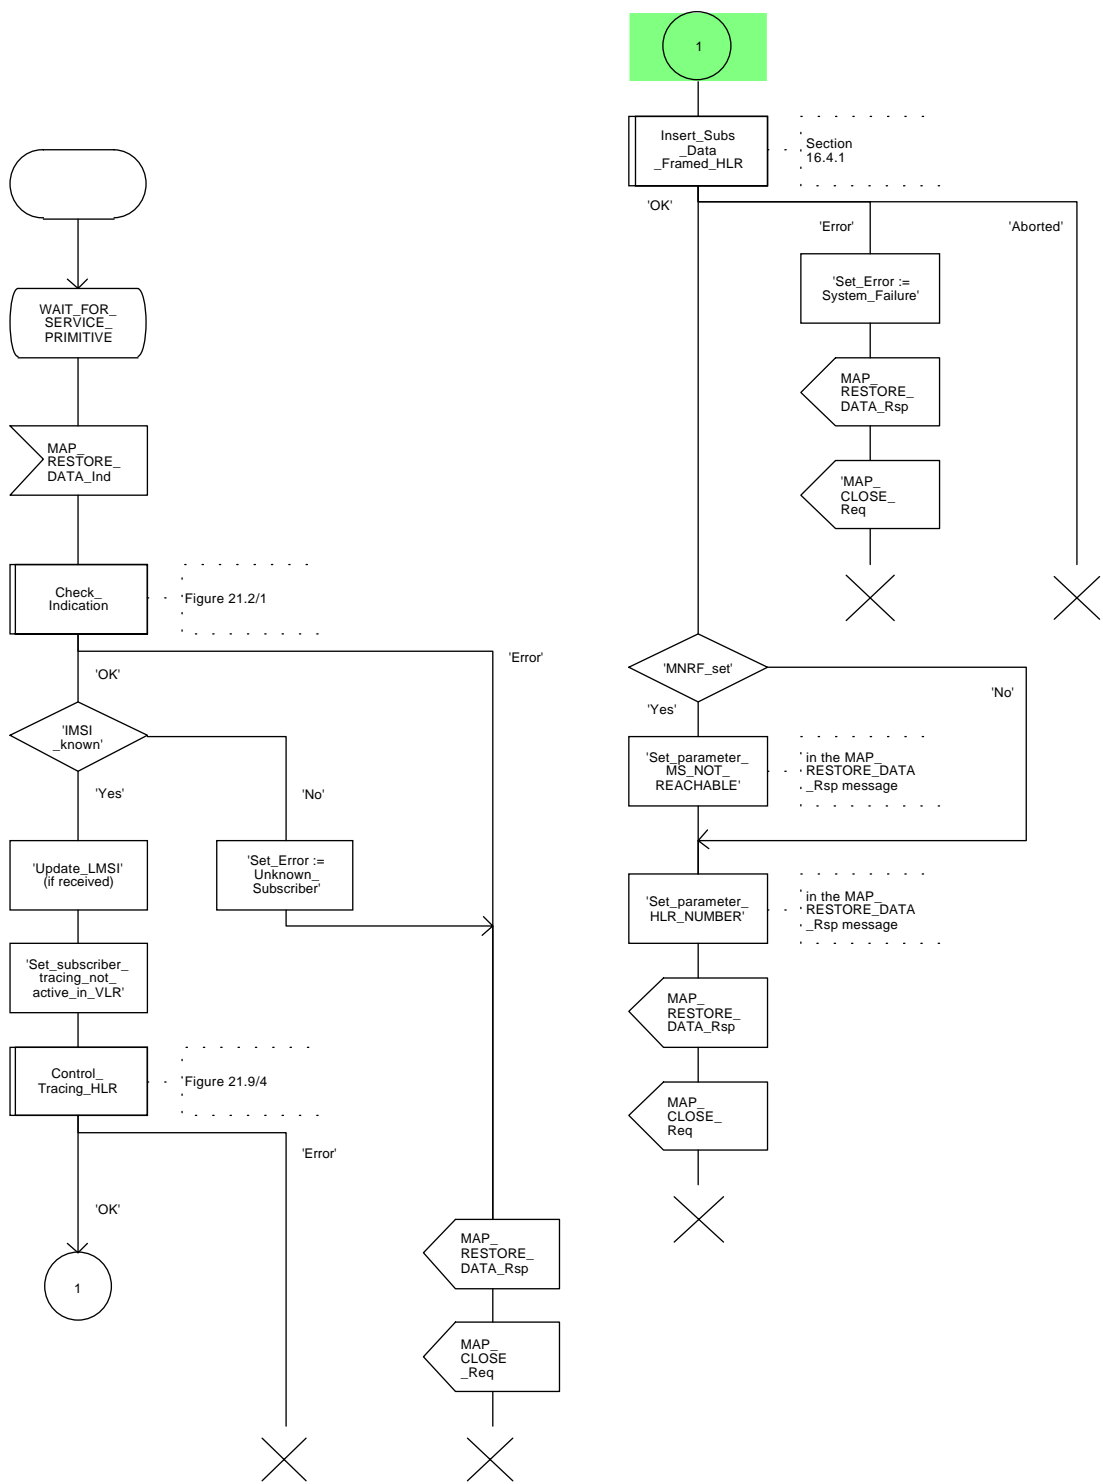 WAIT_FOR_
SERVICE_
PRIMITIVE
MAP_
RESTORE_
DATA_Ind
Check_
Indication
Figure 21.2/1
'Error'
'OK'
'IMSI
_known'
'Yes'
'No'
'Update_LMSI'
(if received)
'Set_Error :=
Unknown_
Subscriber'
'Set_subscriber_
tracing_not_
active_in_VLR'
Control_
Tracing_HLR
Figure 21.9/4
'Error'
'OK'
1
MAP_
RESTORE_
DATA_Rsp
MAP_
CLOSE
_Req
1
Insert_Subs
_Data
_Framed_HLR
Section
16.4.1
'OK'
'Error'
'Aborted'
'Set_Error :=
System_Failure'
MAP_
RESTORE_
DATA_Rsp
'MAP_
CLOSE_
Req
'MNRF_set'
'No'
'Yes'
'Set_parameter_
MS_NOT_
REACHABLE'
in the MAP_
RESTORE_DATA
_Rsp message
'Set_parameter_
HLR_NUMBER'
in the MAP_
RESTORE_DATA
_Rsp message
MAP_
RESTORE_
DATA_Rsp
MAP_
CLOSE_
Req